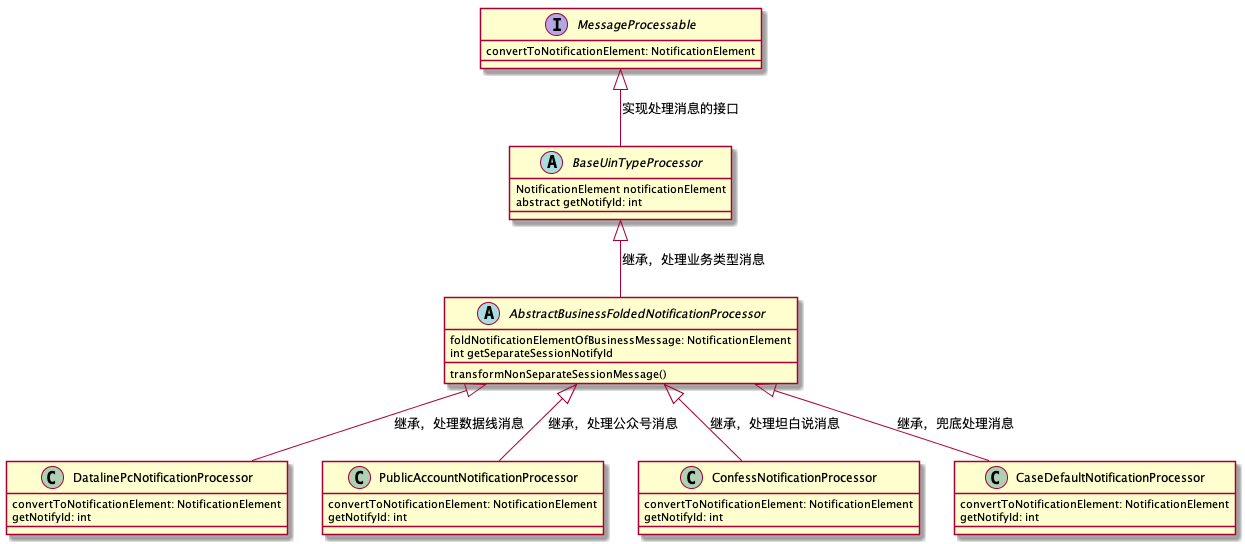 I MessageProcessable
convertToNotificationElement: NotificationElement
实现处理消息的接口
A BaseUinTypeProcessor
NotificationElement notificationElement
abstract getNotifyId: int
继承，处理业务类型消息
A AbstractBusinessFoldedNotificationProcessor
foldNotificationElementOfBusinessMessage: NotificationElement
int getSeparateSessionNotifyId
transformNonSeparateSessionMessage()
继承，处理数据线消息
继承，处理公众号消息
继承，处理坦白说消息
继承，兜底处理消息
C DatalinePcNotificationProcessor
convertToNotificationElement: NotificationElement
getNotifyId: int
C PublicAccountNotificationProcessor
convertToNotificationElement: NotificationElement
getNotifyId: int
C ConfessNotificationProcessor
convertToNotificationElement: NotificationElement
getNotifyId: int
C CaseDefaultNotificationProcessor
convertToNotificationElement: NotificationElement
getNotifyId: int